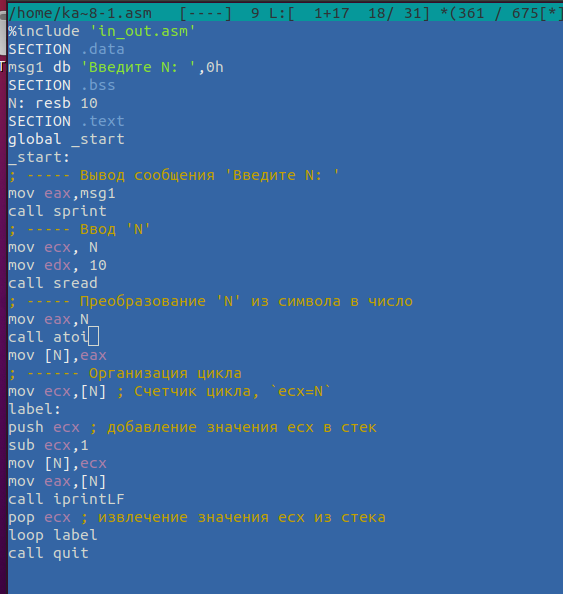 /home/ka~8-1.asm   [----]  9 L:[  1+17  18/ 31] *(361 / 675[*]
%include 'in_out.asm'
SECTION .data
msg1 db 'Введите N: ',0h
SECTION .bss
N: resb 10
SECTION .text
global _start
_start:
; ----- Вывод сообщения 'Введите N: '
mov eax,msg1
call sprint
; ----- Ввод 'N'
mov ecx, N
mov edx, 10
call sread
; ----- Преобразование 'N' из символа в число
mov eax,N
call atoi
mov [N],eax
; ------ Организация цикла
mov ecx,[N] ; Счетчик цикла, `ecx=N`
label:
push ecx ; добавление значения ecx в стек
sub ecx,1
mov [N],ecx
mov eax,[N]
call iprintLF
pop ecx ; извлечение значения ecx из стека
loop label
call quit